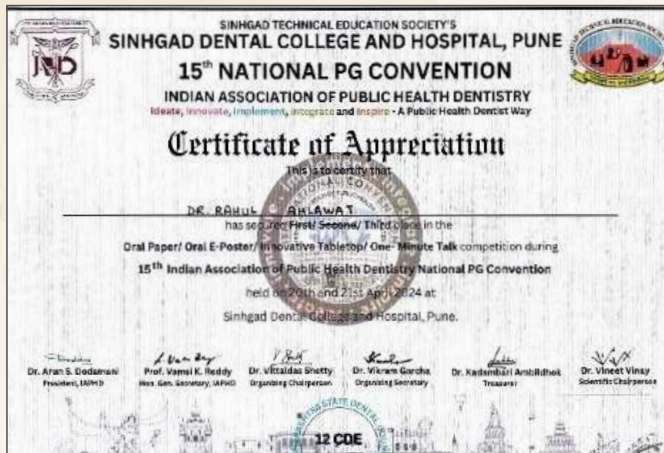 SINHGAD TECHNICAL EDUCATION SOCIETY'S
SINHGAD DENTAL COLLEGE AND HOSPITAL, PUNE
15th NATIONAL PG CONVENTION
INDIAN ASSOCIATION OF PUBLIC HEALTH DENTISTRY
Ideate, Innovate, Implement, Integrate and Inspire - A Public Health Dentist Way
Certificate of Appreciation
This is to certify that
DR. RAHUL AHLAWAT
has secured First/ Second/ Third place in the
Oral Paper/ Oral E-Poster/ Innovative Tabletop/ One- Minute Talk competition during
15th Indian Association of Public Health Dentistry National PG Convention
held on 20th and 21st April 2024 at
Sinhgad Dental College and Hospital, Pune.
Dr. Aran S. Dodamani
President, IAPHD
Prof. Vamsi K. Reddy
Hon. Gen. Secretary, IAPHD
Dr. Vittaldas Shetty
Organizing Chairperson
Dr. Vikram Garcha
Organizing Secretary
Dr. Kadambari Ambildhok
Treasurer
Dr. Vineet Vinay
Scientific Chairperson
STATE DENTAL
12 CDE